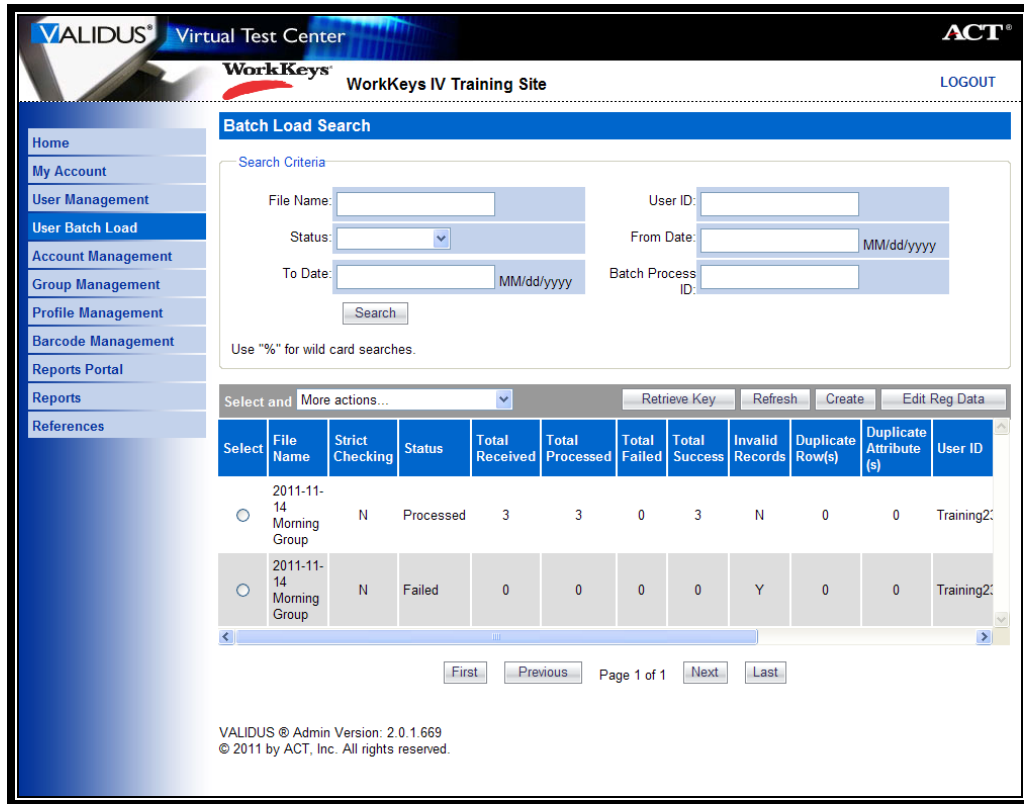 VALIDUS® Virtual Test Center
ACT®
WorkKeys®
WorkKeys IV Training Site
LOGOUT
Home
My Account
User Management
User Batch Load
Account Management
Group Management
Profile Management
Barcode Management
Reports Portal
Reports
References
Batch Load Search
Search Criteria
File Name:
User ID:
Status:
From Date: MM/dd/yyyy
To Date: MM/dd/yyyy
Batch Process ID:
Search
Use "%" for wild card searches.
Select and More actions... Retrieve Key Refresh Create Edit Reg Data
Select File Name Strict Checking Status Total Received Total Processed Total Failed Total Success Invalid Records Duplicate Row(s) Duplicate Attribute (s) User ID
2011-11-14 Morning Group N Processed 3 3 0 3 N 0 0 Training23
2011-11-14 Morning Group N Failed 0 0 0 0 Y 0 0 Training23
First Previous Page 1 of 1 Next Last
VALIDUS ® Admin Version: 2.0.1.669
© 2011 by ACT, Inc. All rights reserved.